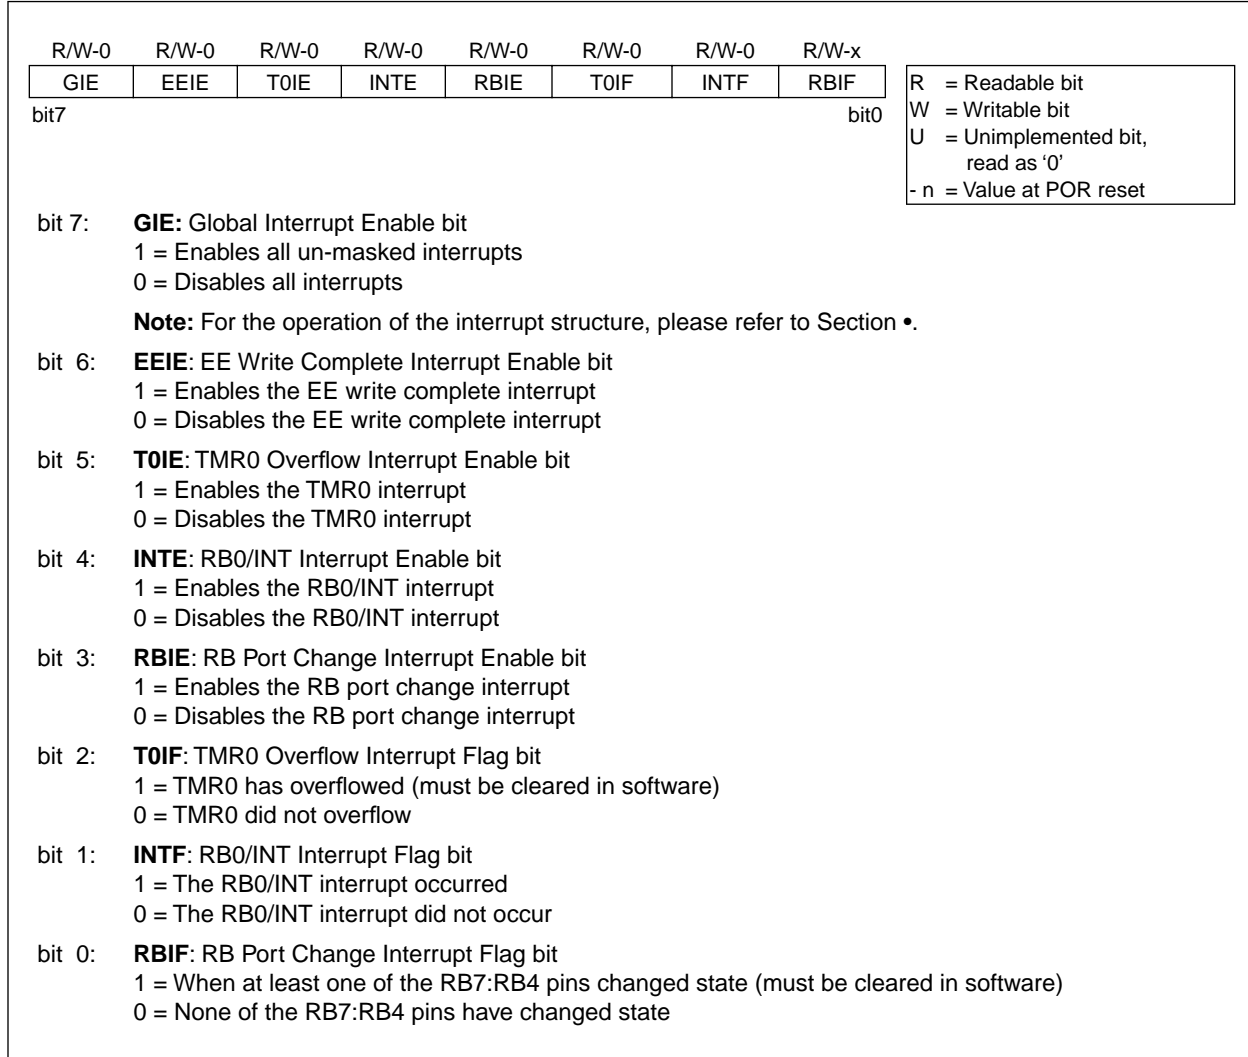 R/W-0 R/W-0 R/W-0 R/W-0 R/W-0 R/W-0 R/W-0 R/W-x
GIE EEIE T0IE INTE RBIE T0IF INTF RBIF
bit7 bit0
R = Readable bit
W = Writable bit
U = Unimplemented bit,
read as ‘0’
- n = Value at POR reset
bit 7: GIE: Global Interrupt Enable bit
1 = Enables all un-masked interrupts
0 = Disables all interrupts
Note: For the operation of the interrupt structure, please refer to Section •.
bit 6: EEIE: EE Write Complete Interrupt Enable bit
1 = Enables the EE write complete interrupt
0 = Disables the EE write complete interrupt
bit 5: T0IE: TMR0 Overflow Interrupt Enable bit
1 = Enables the TMR0 interrupt
0 = Disables the TMR0 interrupt
bit 4: INTE: RB0/INT Interrupt Enable bit
1 = Enables the RB0/INT interrupt
0 = Disables the RB0/INT interrupt
bit 3: RBIE: RB Port Change Interrupt Enable bit
1 = Enables the RB port change interrupt
0 = Disables the RB port change interrupt
bit 2: T0IF: TMR0 Overflow Interrupt Flag bit
1 = TMR0 has overflowed (must be cleared in software)
0 = TMR0 did not overflow
bit 1: INTF: RB0/INT Interrupt Flag bit
1 = The RB0/INT interrupt occurred
0 = The RB0/INT interrupt did not occur
bit 0: RBIF: RB Port Change Interrupt Flag bit
1 = When at least one of the RB7:RB4 pins changed state (must be cleared in software)
0 = None of the RB7:RB4 pins have changed state